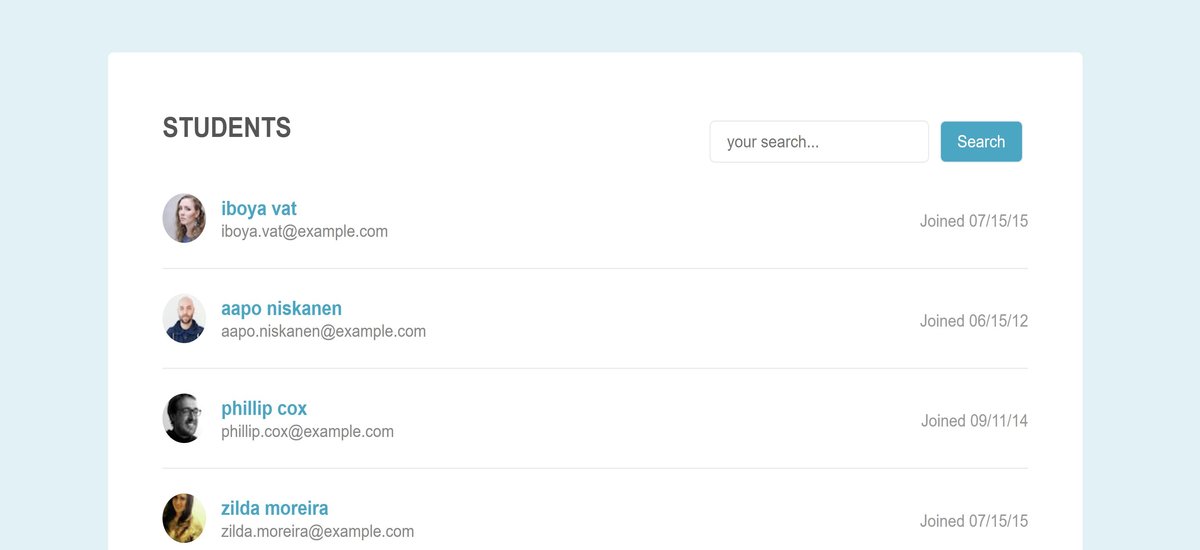 STUDENTS
your search...
Search
iboya vat
iboya.vat@example.com
Joined 07/15/15
aapo niskanen
aapo.niskanen@example.com
Joined 06/15/12
phillip cox
phillip.cox@example.com
Joined 09/11/14
zilda moreira
zilda.moreira@example.com
Joined 07/15/15